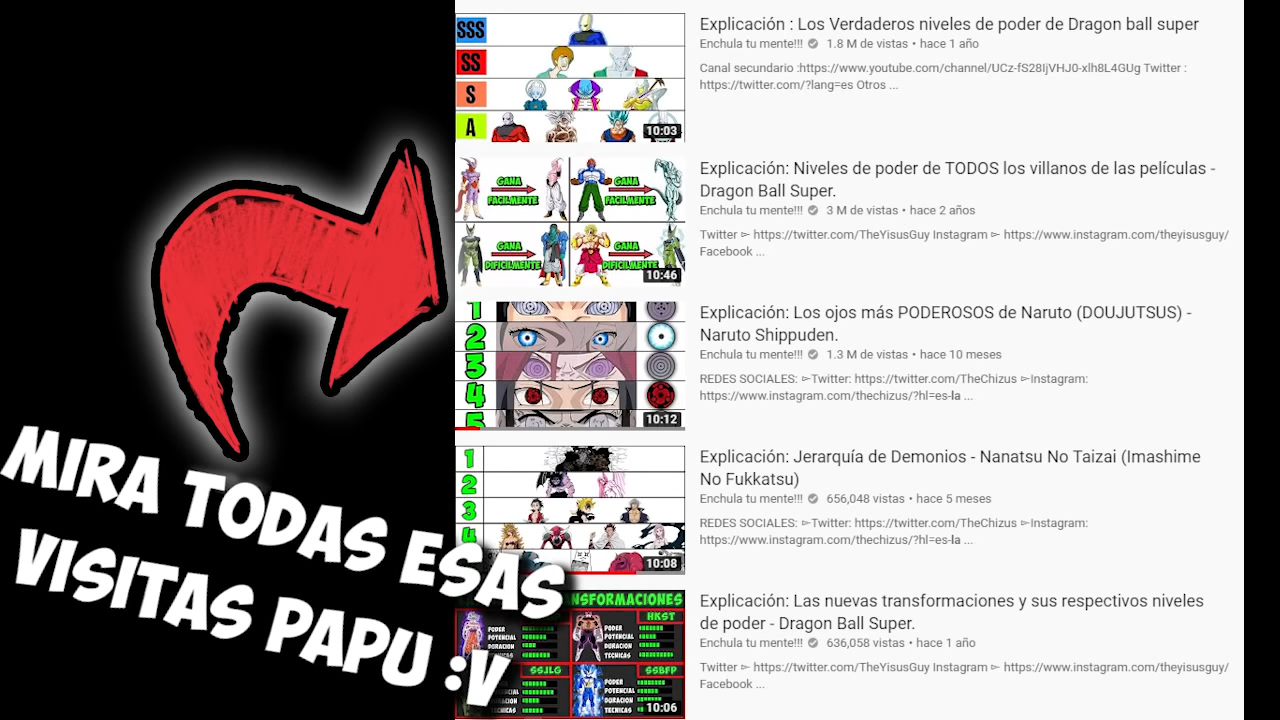 MIRA TODAS ESAS
VISITAS PAPU :V
SSS
SS
S
A
10:03
Explicación : Los Verdaderos niveles de poder de Dragon ball super
Enchula tu mente!!! 1.8 M de vistas • hace 1 año
Canal secundario :https://www.youtube.com/channel/UCz-fS28IjVHJ0-xlh8L4GUg Twitter :
https://twitter.com/?lang=es Otros ...
GANA
FACILMENTE
GANA
FACILMENTE
GANA
DIFICILMENTE
GANA
DIFICILMENTE
10:46
Explicación: Niveles de poder de TODOS los villanos de las películas -
Dragon Ball Super.
Enchula tu mente!!! 3 M de vistas • hace 2 años
Twitter ➢ https://twitter.com/TheYisusGuy Instagram ➢ https://www.instagram.com/theyisusguy/
Facebook ...
1
2
3
4
5
10:12
Explicación: Los ojos más PODEROSOS de Naruto (DOUJUTSUS) -
Naruto Shippuden.
Enchula tu mente!!! 1.3 M de vistas • hace 10 meses
REDES SOCIALES: ➢Twitter: https://twitter.com/TheChizus ➢Instagram:
https://www.instagram.com/thechizus/?hl=es-la ...
1
2
3
4
10:08
Explicación: Jerarquía de Demonios - Nanatsu No Taizai (Imashime
No Fukkatsu)
Enchula tu mente!!! 656,048 vistas • hace 5 meses
REDES SOCIALES: ➢Twitter: https://twitter.com/TheChizus ➢Instagram:
https://www.instagram.com/thechizus/?hl=es-la ...
NSFORMACIONES
HKST
PODER
POTENCIAL
DURACION
TECNICAS
PODER
POTENCIAL
DURACION
TECNICAS
SSJLG
SSBFP
PODER
POTENCIAL
DURACION
TECNICAS
10:06
Explicación: Las nuevas transformaciones y sus respectivos niveles
de poder - Dragon Ball Super.
Enchula tu mente!!! 636,058 vistas • hace 1 año
Twitter ➢ https://twitter.com/TheYisusGuy Instagram ➢ https://www.instagram.com/theyisusguy/
Facebook ...